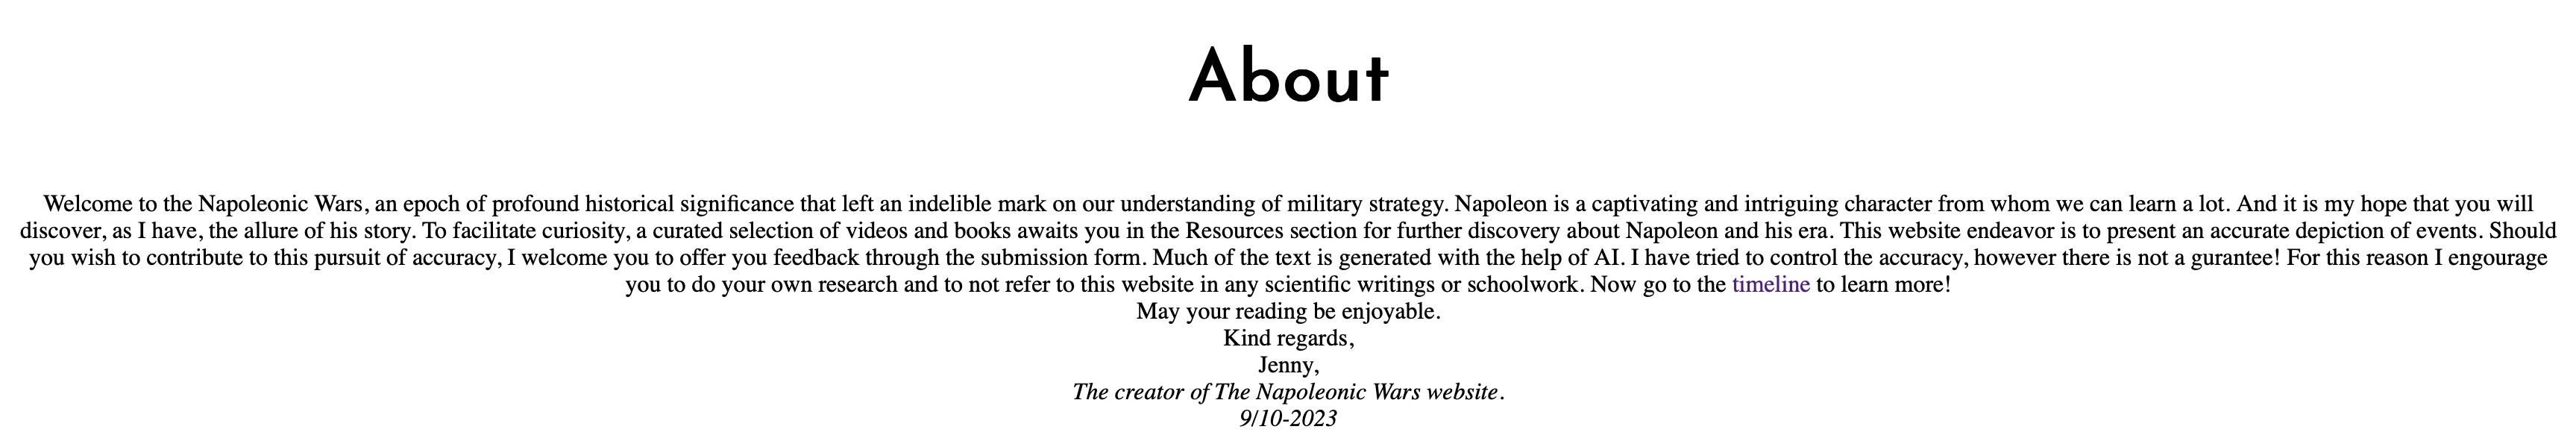 About
Welcome to the Napoleonic Wars, an epoch of profound historical significance that left an indelible mark on our understanding of military strategy. Napoleon is a captivating and intriguing character from whom we can learn a lot. And it is my hope that you will
discover, as I have, the allure of his story. To facilitate curiosity, a curated selection of videos and books awaits you in the Resources section for further discovery about Napoleon and his era. This website endeavor is to present an accurate depiction of events. Should
you wish to contribute to this pursuit of accuracy, I welcome you to offer you feedback through the submission form. Much of the text is generated with the help of AI. I have tried to control the accuracy, however there is not a gurantee! For this reason I engourage
you to do your own research and to not refer to this website in any scientific writings or schoolwork. Now go to the timeline to learn more!
May your reading be enjoyable.
Kind regards,
Jenny,
The creator of The Napoleonic Wars website.
9/10-2023